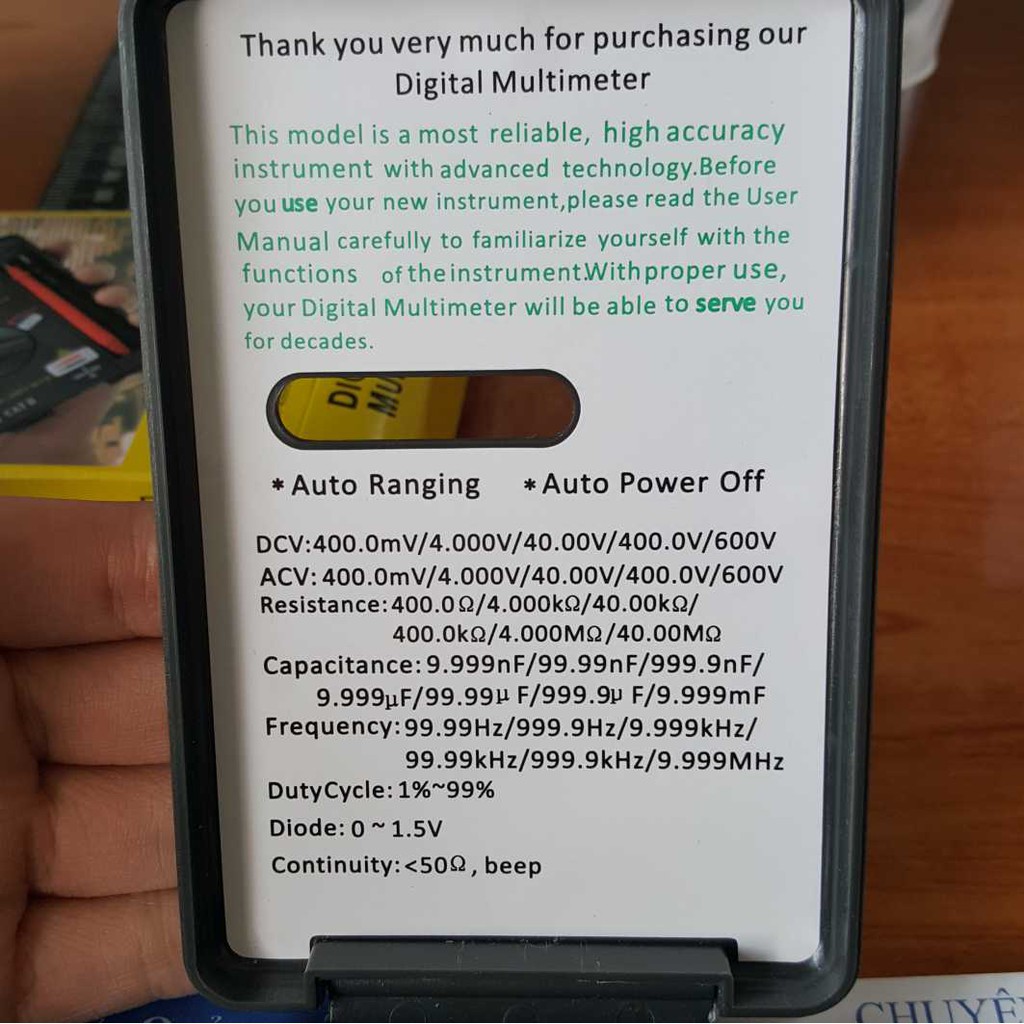 Thank you very much for purchasing our
Digital Multimeter
This model is a most reliable, high accuracy
instrument with advanced technology.Before
you use your new instrument,please read the User
Manual carefully to familiarize yourself with the
functions of the instrument.With proper use,
your Digital Multimeter will be able to serve you
for decades.
DI
MU
*Auto Ranging *Auto Power Off
DCV:400.0mV/4.000V/40.00V/400.0V/600V
ACV: 400.0mV/4.000V/40.00V/400.0V/600V
Resistance:400.0Ω/4.000kΩ/40.00kΩ/
400.0kΩ/4.000MΩ/40.00MΩ
Capacitance: 9.999nF/99.99nF/999.9nF/
9.999μF/99.99μ F/999.9μ F/9.999mF
Frequency:99.99Hz/999.9Hz/9.999kHz/
99.99kHz/999.9kHz/9.999MHz
DutyCycle: 1%~99%
Diode: 0 ~ 1.5V
Continuity:<50Ω, beep
CHUYÊ